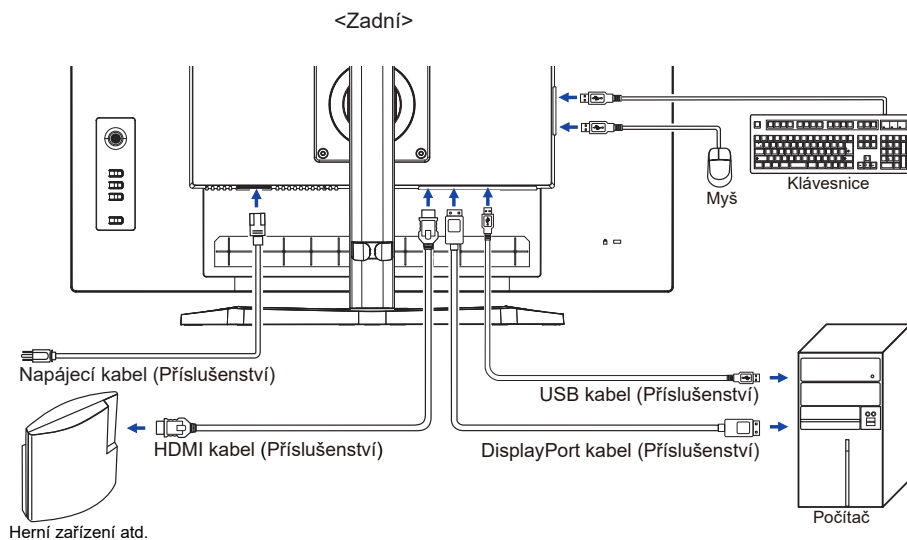 <Zadní>
Klávesnice
Myš
Napájecí kabel (Příslušenství)
USB kabel (Příslušenství)
HDMI kabel (Příslušenství)
DisplayPort kabel (Příslušenství)
Počítač
Herní zařízení atd.